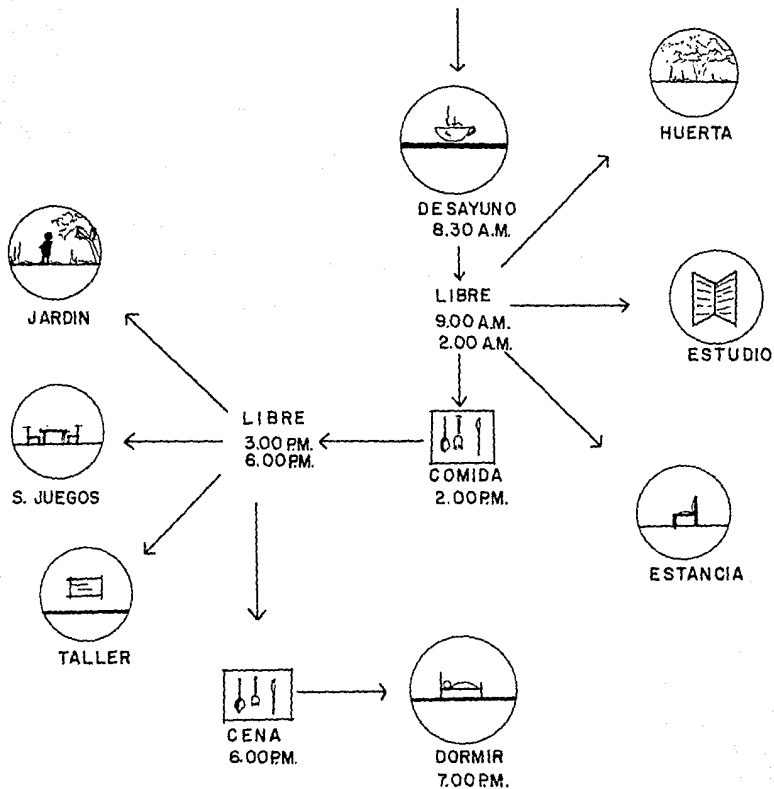 HUERTA
DESAYUNO
8.30 A.M.
LIBRE
9.00 A.M.
2.00 A.M.
ESTUDIO
JARDIN
LIBRE
3.00 P.M.
6.00 P.M.
COMIDA
2.00 P.M.
S. JUEGOS
ESTANCIA
TALLER
CENA
6.00 P.M.
DORMIR
7.00 P.M.